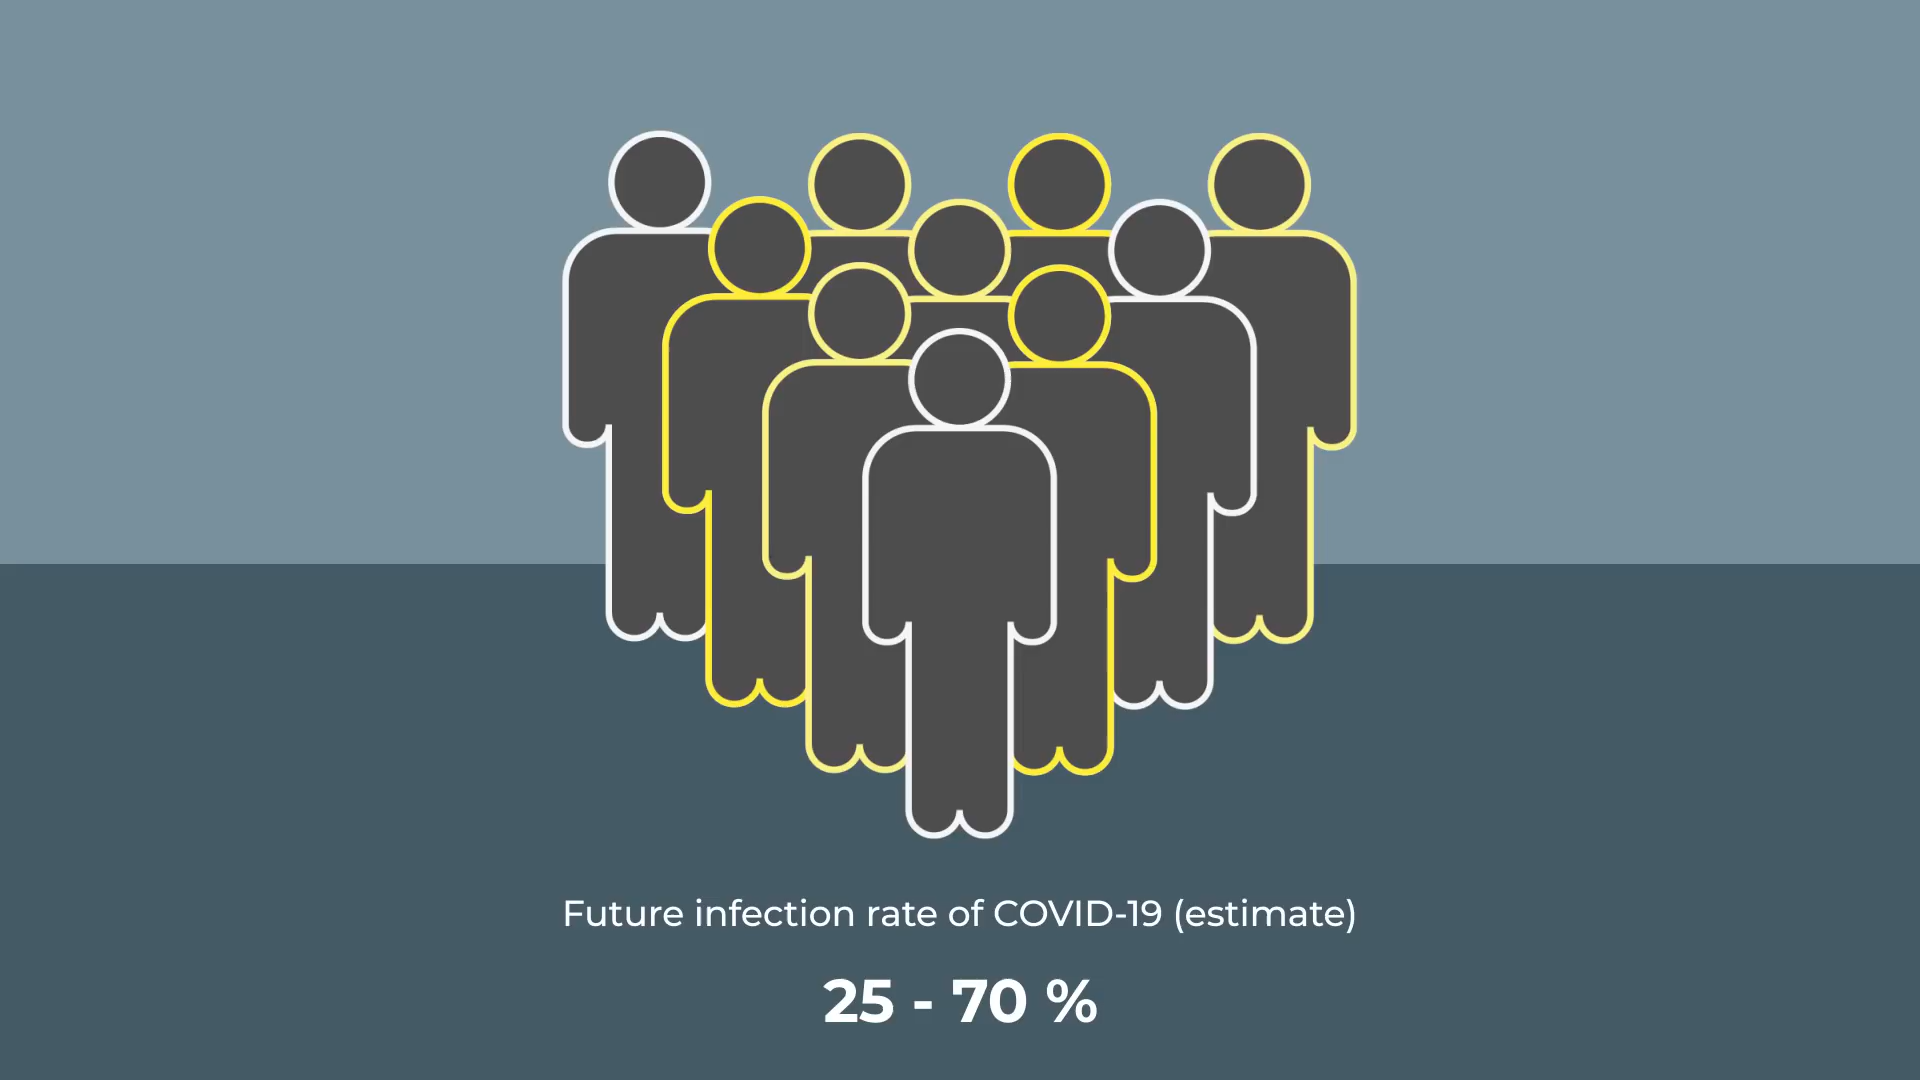 Future infection rate of COVID-19 (estimate)
25 - 70 %